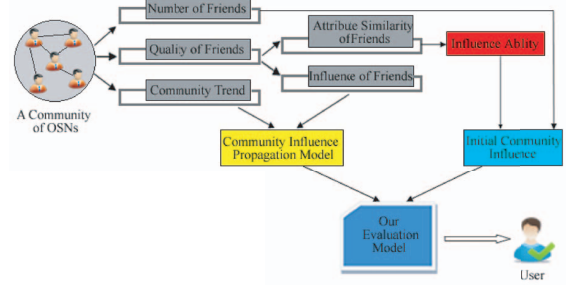 Number of Friends
Attribute Similarity
ofFriends
Quality of Friends
Influence Ability
Influence of Friends
Community Trend
A Community
of OSNs
Community Influence
Propagation Model
Initial Community
Influence
Our
Evaluation
Model
User